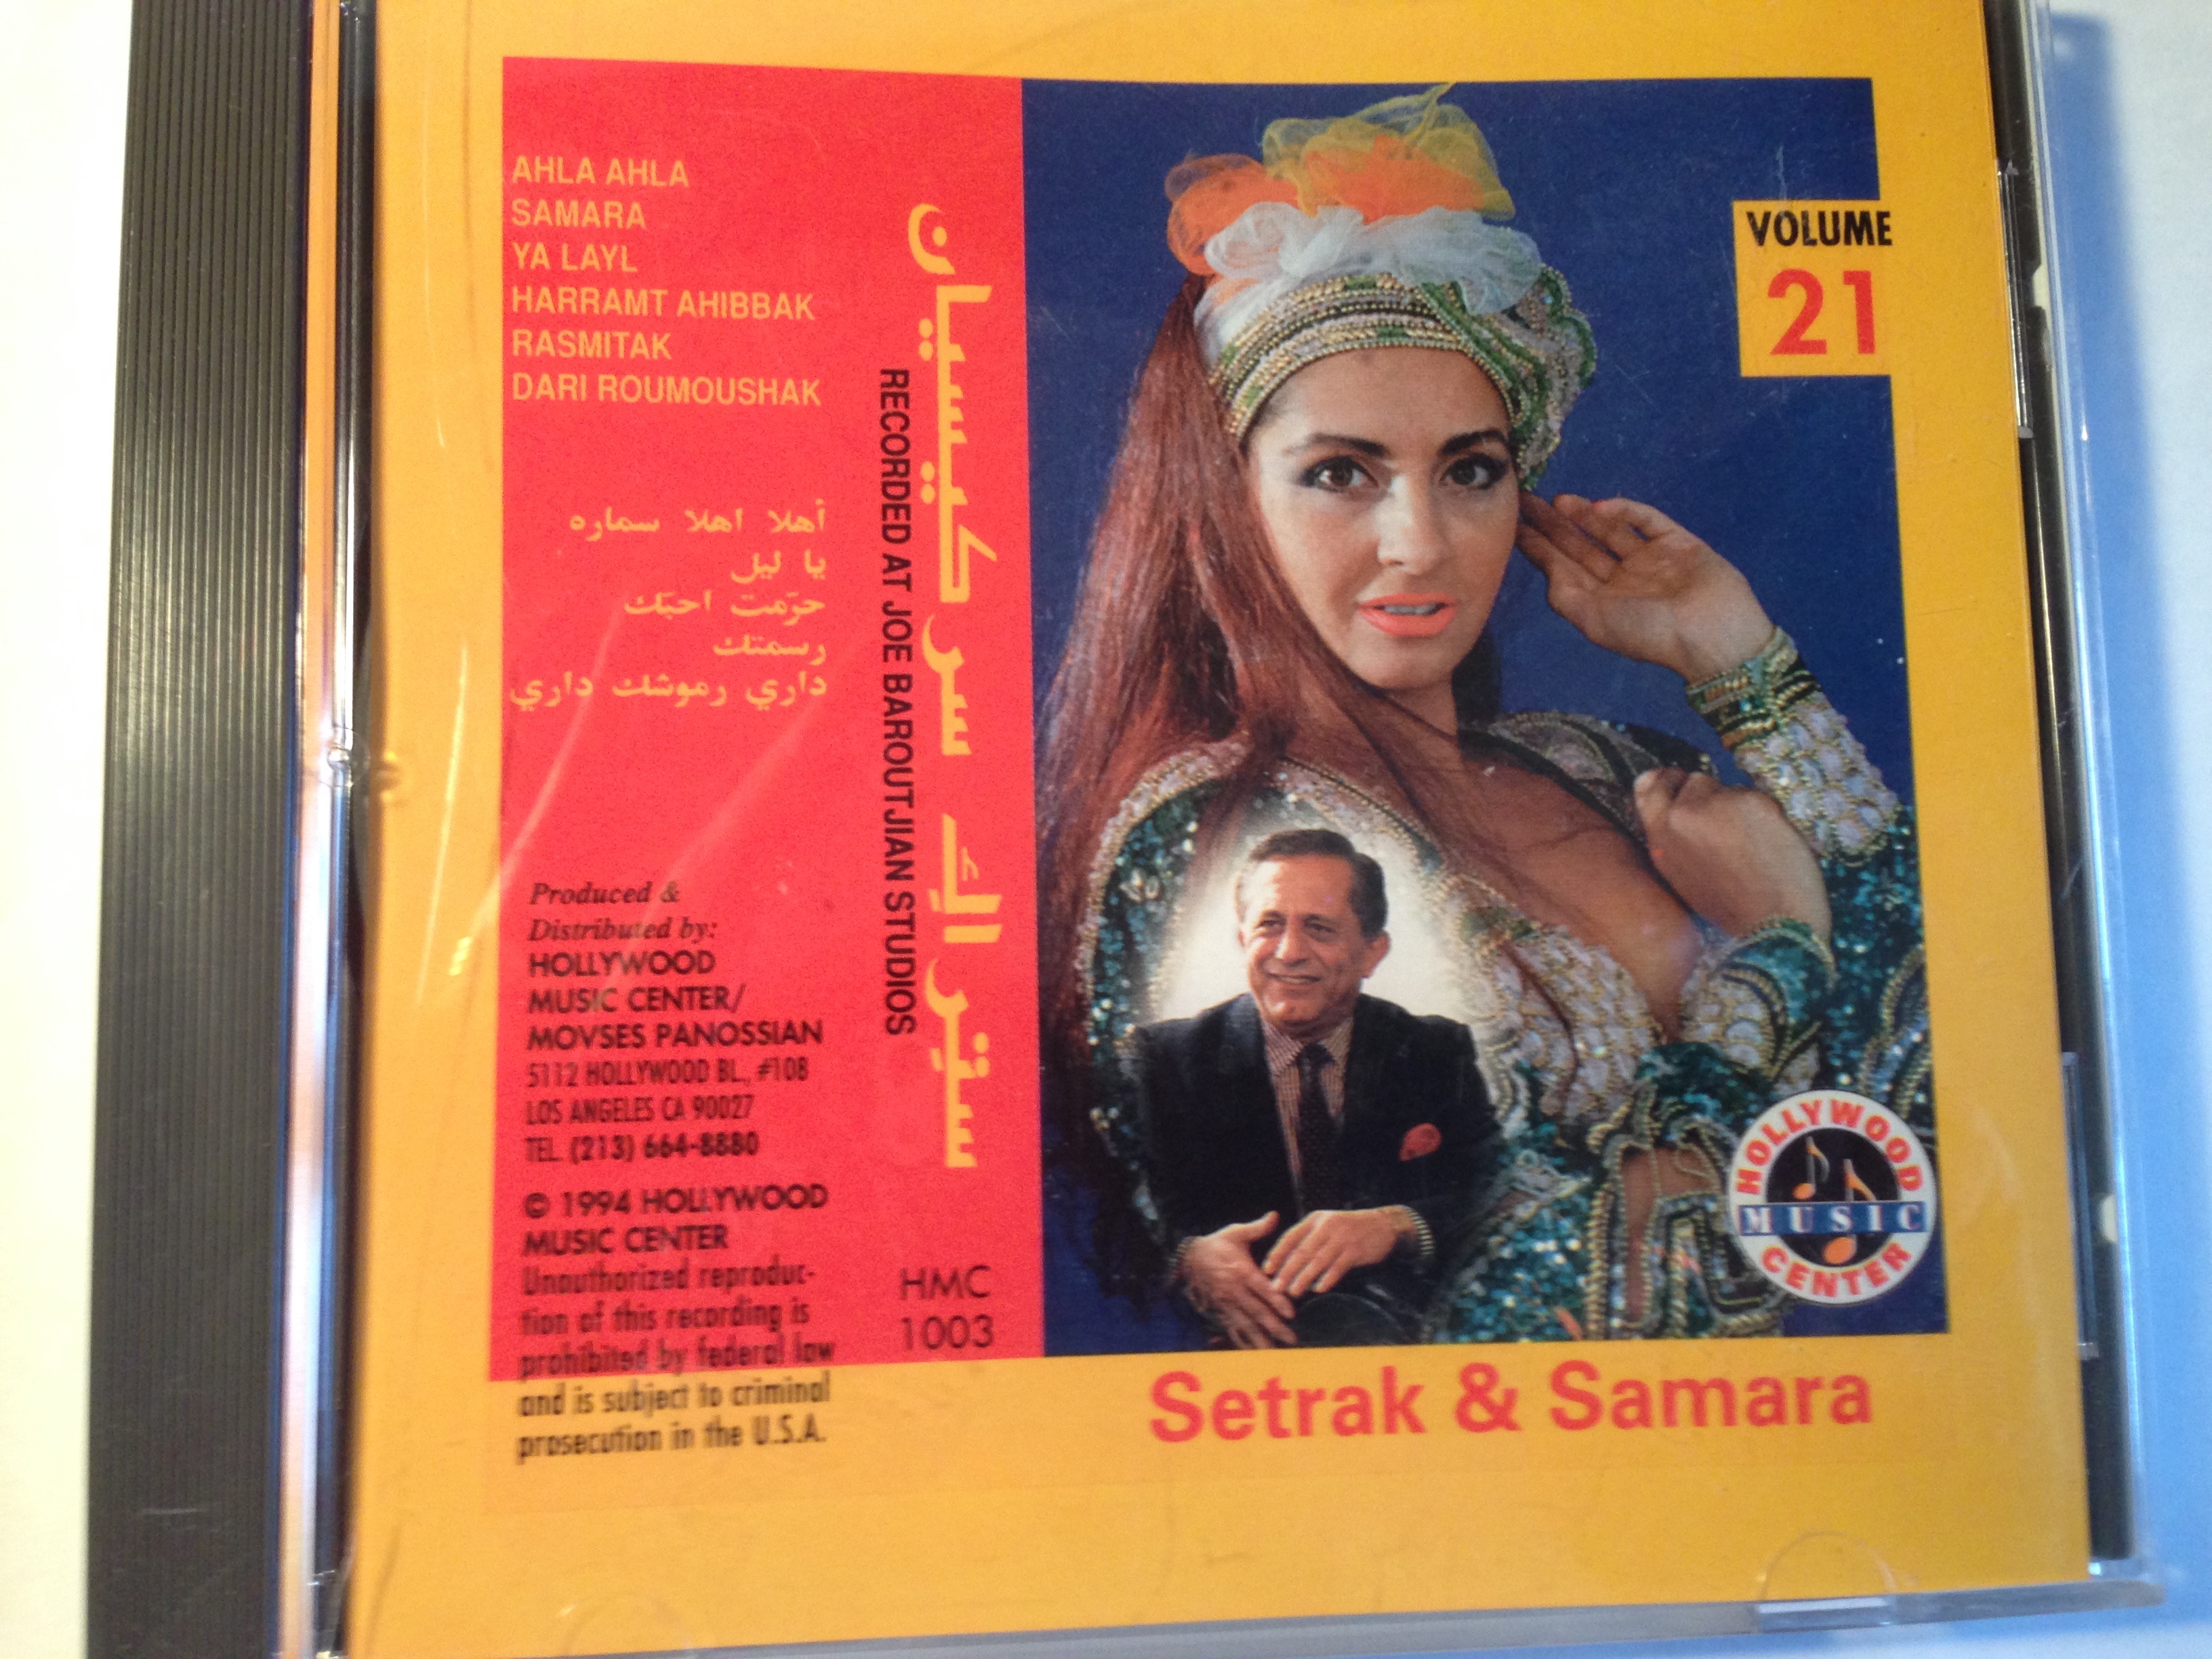 AHLA AHLA
SAMARA
YA LAYL
HARRAMT AHIBBAK
RASMITAK
DARI ROUMOUSHAK
أهلا اهلا سماره
يا ليل
حرّمت احبّك
رسمتك
داري رموشك داري
Produced &
Distributed by:
HOLLYWOOD
MUSIC CENTER/
MOVSES PANOSSIAN
5112 HOLLYWOOD BL., #108
LOS ANGELES CA 90027
TEL. (213) 664-8880
© 1994 HOLLYWOOD
MUSIC CENTER
Unauthorized reproduc-
tion of this recording is
prohibited by federal law
and is subject to criminal
prosecution in the U.S.A.
ستراك سركيسيان
RECORDED AT JOE BAROUTJIAN STUDIOS
HMC
1003
VOLUME
21
HOLLYWOOD
MUSIC
CENTER
Setrak & Samara